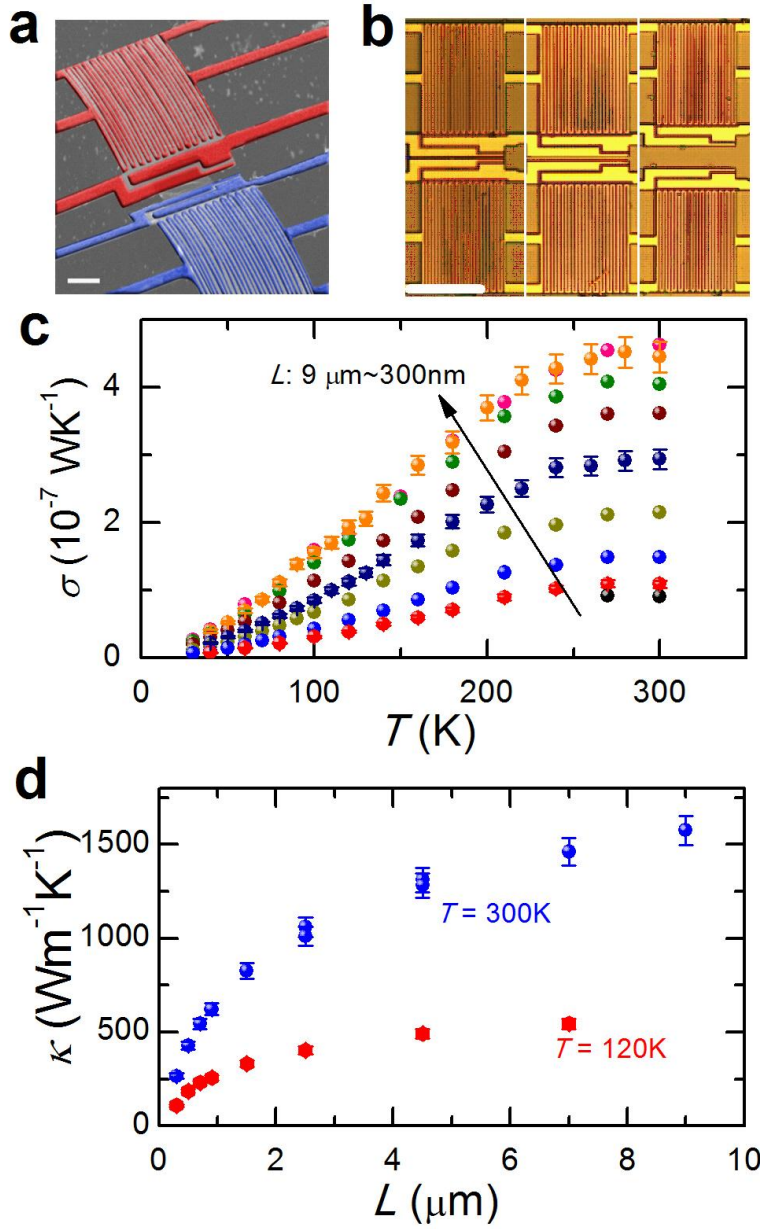 a
b
c
L: 9 μm~300nm
σ (10⁻⁷ WK⁻¹)
4
2
0
0
100
200
300
T (K)
d
κ (Wm⁻¹K⁻¹)
1500
1000
500
0
T = 300K
T = 120K
0
2
4
6
8
10
L (μm)